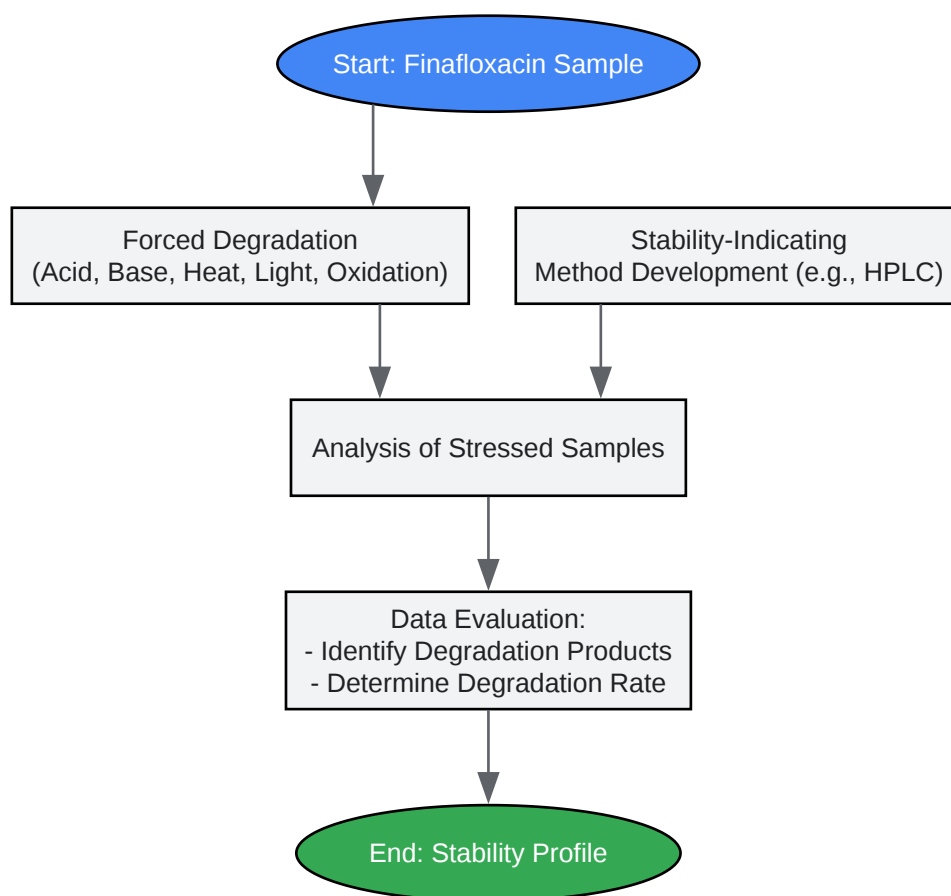 Start: Finafloxacin Sample
Forced Degradation
(Acid, Base, Heat, Light, Oxidation)
Stability-Indicating
Method Development (e.g., HPLC)
Analysis of Stressed Samples
Data Evaluation:
- Identify Degradation Products
- Determine Degradation Rate
End: Stability Profile